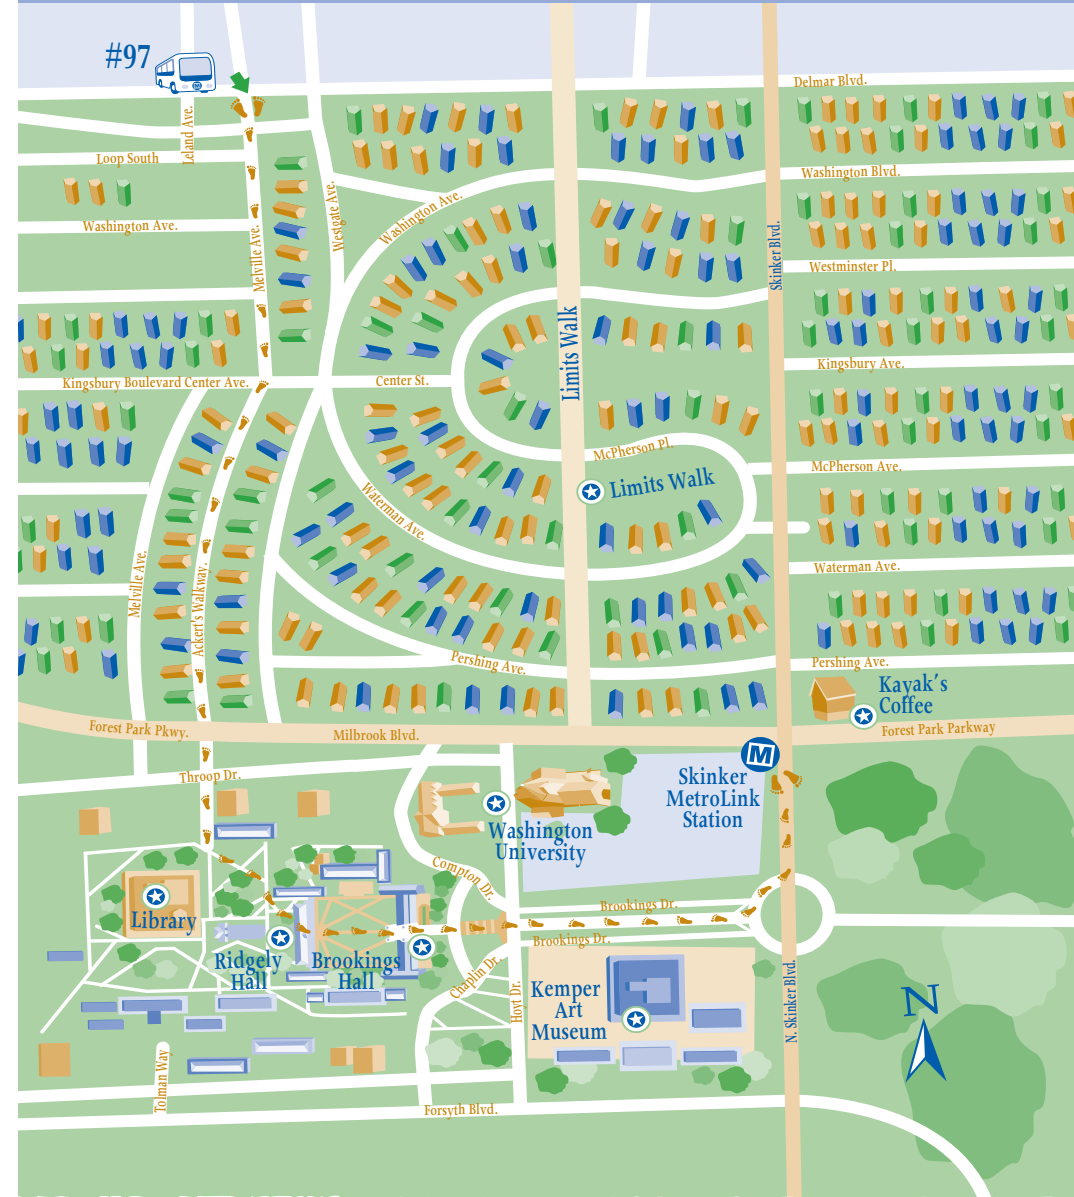 #97
Delmar Blvd.
Leland Ave.
Loop South
Washington Blvd.
Westgate Ave.
Washington Ave.
Washington Ave.
Melville Ave.
Skinker Blvd.
Westminster Pl.
Limits Walk
Kingsbury Ave.
Kingsbury Boulevard Center Ave.
Center St.
McPherson Pl.
McPherson Ave.
Limits Walk
Waterman Ave.
Waterman Ave.
Melville Ave.
Ackert's Walkway.
Pershing Ave.
Pershing Ave.
Kayak's
Coffee
Forest Park Pkwy.
Milbrook Blvd.
Forest Park Parkway
M
Throop Dr.
Skinker
MetroLink
Station
Washington
University
Compton Dr.
Library
Brookings Dr.
Brookings Dr.
Ridgely
Hall
Brookings
Hall
Chaplin Dr.
Hoyt Dr.
Kemper
Art
Museum
N. Skinker Blvd.
N
Tolman Way
Forsyth Blvd.